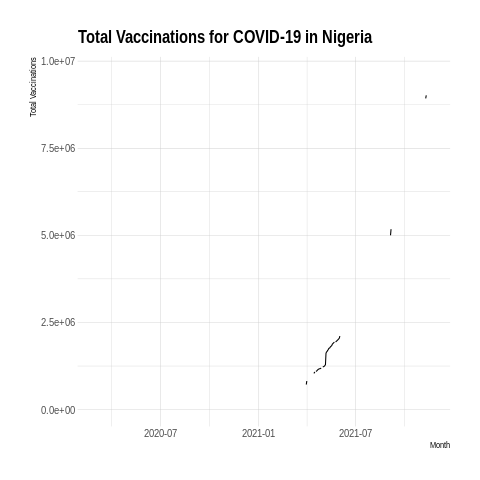 Total Vaccinations for COVID-19 in Nigeria
Total Vaccinations
1.0e+07
7.5e+06
5.0e+06
2.5e+06
0.0e+00
2020-07 2021-01 2021-07
Month